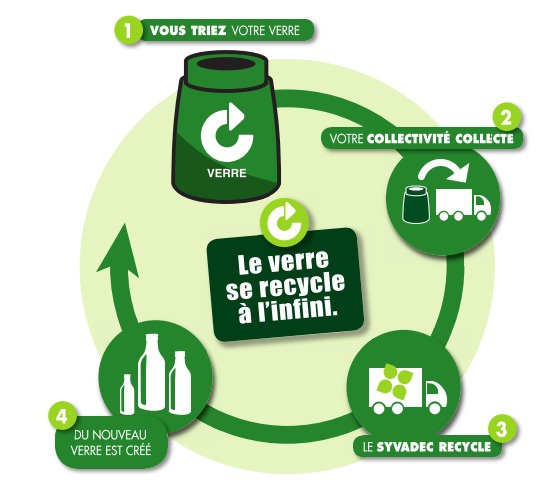 1 VOUS TRIEZ VOTRE VERRE
VERRE
2
VOTRE COLLECTIVITÉ COLLECTE
Le verre
se recycle
à l'infini.
3
LE SYVADEC RECYCLE
4
DU NOUVEAU
VERRE EST CRÉÉ